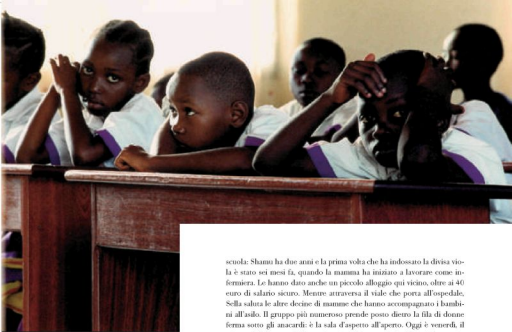 scuola: Shamu ha due anni e la prima volta che ha indossato la divisa vio-
la è stato sei mesi fa, quando la mamma ha iniziato a lavorare come in-
fermiera. Le hanno dato anche un piccolo alloggio qui vicino, oltre ai 40
euro di salario sicuro. Mentre attraversa il viale che porta all'ospedale,
Sella saluta le altre decine di mamme che hanno accompagnato i bambi-
ni all'asilo. Il gruppo più numeroso prende posto dietro la fila di donne
ferma sotto gli anacardi: è la sala d'aspetto all'aperto. Oggi è venerdì, il